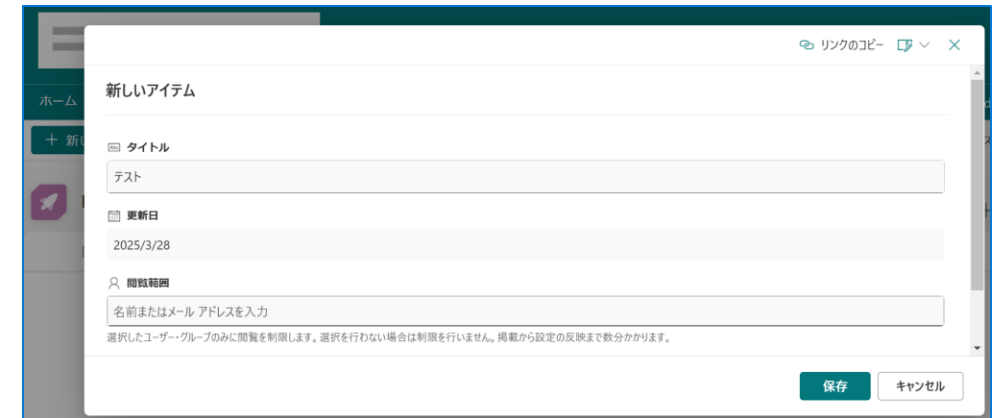 リンクのコピー
新しいアイテム
ホーム
＋ 新し
Abc タイトル
テスト
更新日
2025/3/28
閲覧範囲
名前またはメール アドレスを入力
選択したユーザー・グループのみに閲覧を制限します。選択を行わない場合は制限を行いません。掲載から設定の反映まで数分かかります。
保存
キャンセル